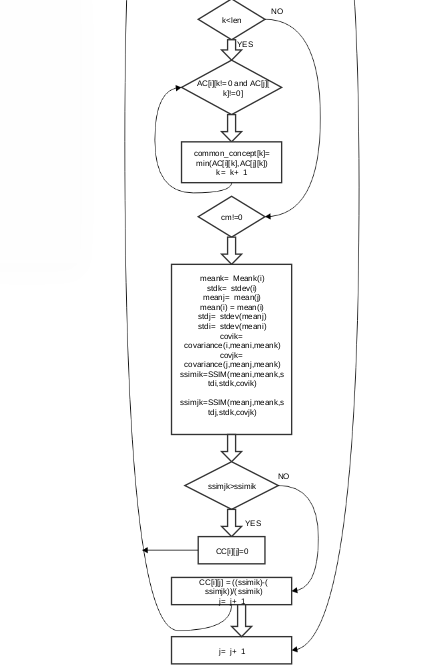 k<len
NO
YES
AC[i][k!=0 and AC[j][
k]!=0]
common_concept[k]=
min(AC[i][k],AC[j][k])
k= k+ 1
cm!=0
meank= Meank(i)
stdk= stdev(i)
meanj= mean(j)
mean(i) = mean(i)
stdj= stdev(meanj)
stdi= stdev(meani)
covik=
covariance(i,meani,meank)
covjk=
covariance(j,meanj,meank)
ssimik=SSIM(meani,meank,s
tdi,stdk,covik)
ssimjk=SSIM(meanj,meank,s
tdj,stdk,covjk)
NO
ssimjk>ssimik
YES
CC[i][j]=0
CC[i][j] = ((ssimik)-(
ssimjk))/(ssimik)
j= j+ 1
j= j+ 1